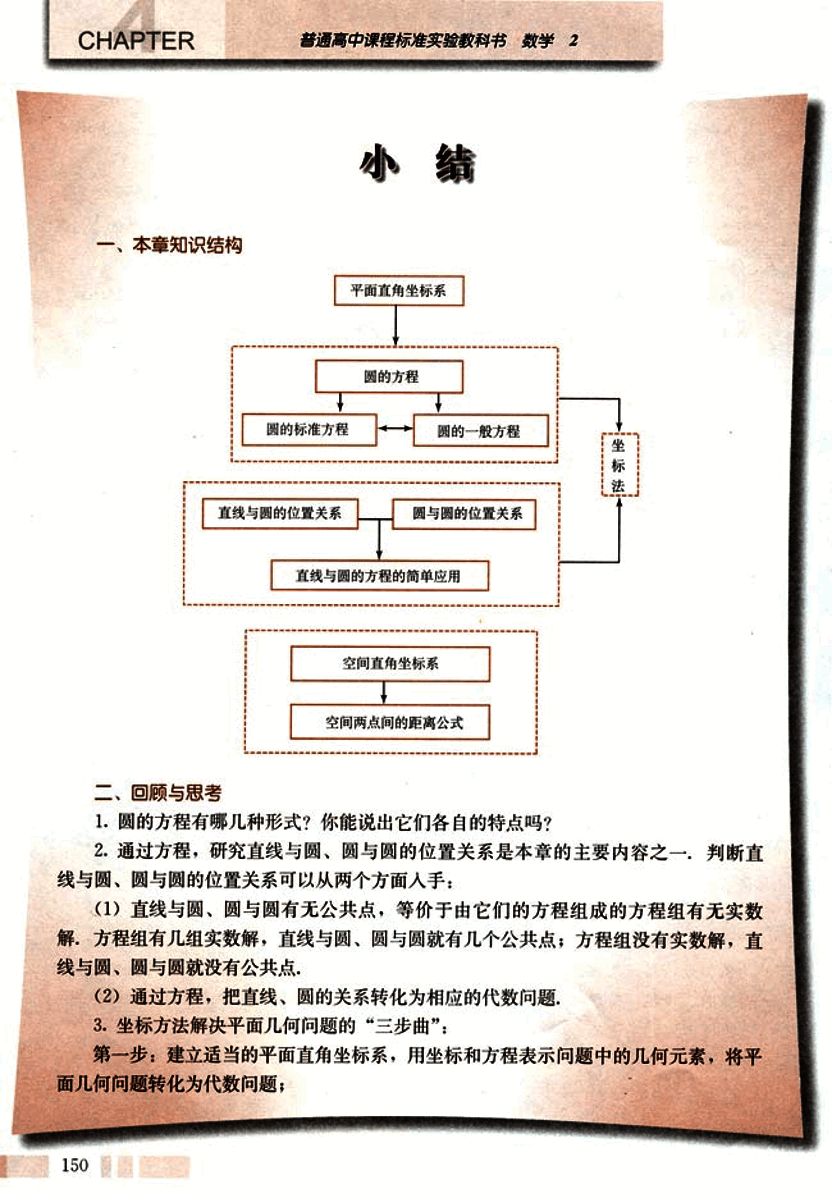 4
CHAPTER
普通高中课程标准实验教科书 数学 2
小 结
一、本章知识结构
平面直角坐标系
圆的方程
圆的标准方程
圆的一般方程
坐标法
直线与圆的位置关系
圆与圆的位置关系
直线与圆的方程的简单应用
空间直角坐标系
空间两点间的距离公式
二、回顾与思考
1. 圆的方程有哪几种形式？你能说出它们各自的特点吗？
2. 通过方程，研究直线与圆、圆与圆的位置关系是本章的主要内容之一．判断直
线与圆、圆与圆的位置关系可以从两个方面入手：
（1）直线与圆、圆与圆有无公共点，等价于由它们的方程组成的方程组有无实数
解．方程组有几组实数解，直线与圆、圆与圆就有几个公共点；方程组没有实数解，直
线与圆、圆与圆就没有公共点．
（2）通过方程，把直线、圆的关系转化为相应的代数问题．
3. 坐标方法解决平面几何问题的“三步曲”：
第一步：建立适当的平面直角坐标系，用坐标和方程表示问题中的几何元素，将平
面几何问题转化为代数问题；
150